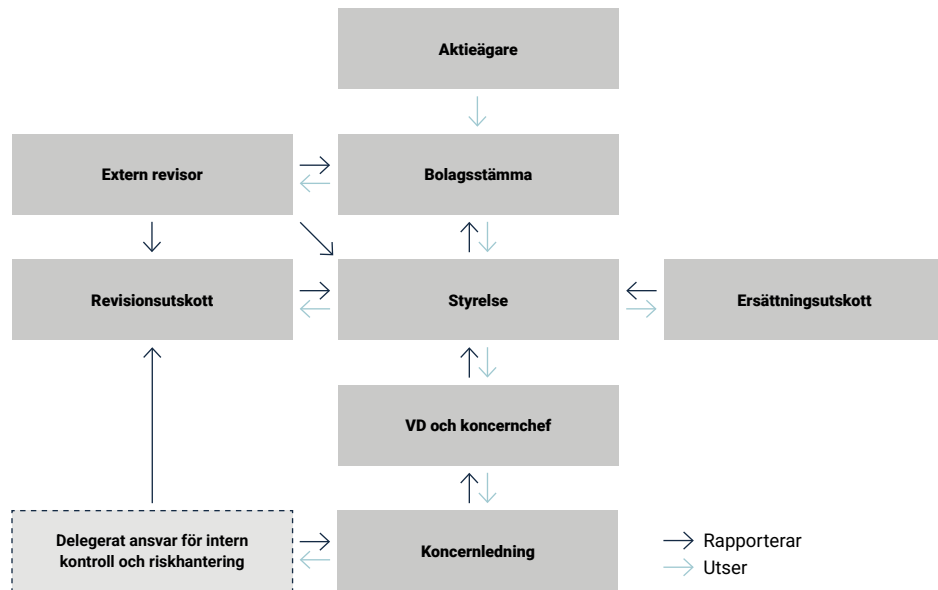 Aktieägare
Extern revisor
Bolagsstämma
Revisionsutskott
Styrelse
Ersättningsutskott
VD och koncernchef
Delegerat ansvar för intern
kontroll och riskhantering
Koncernledning
Rapporterar
Utser